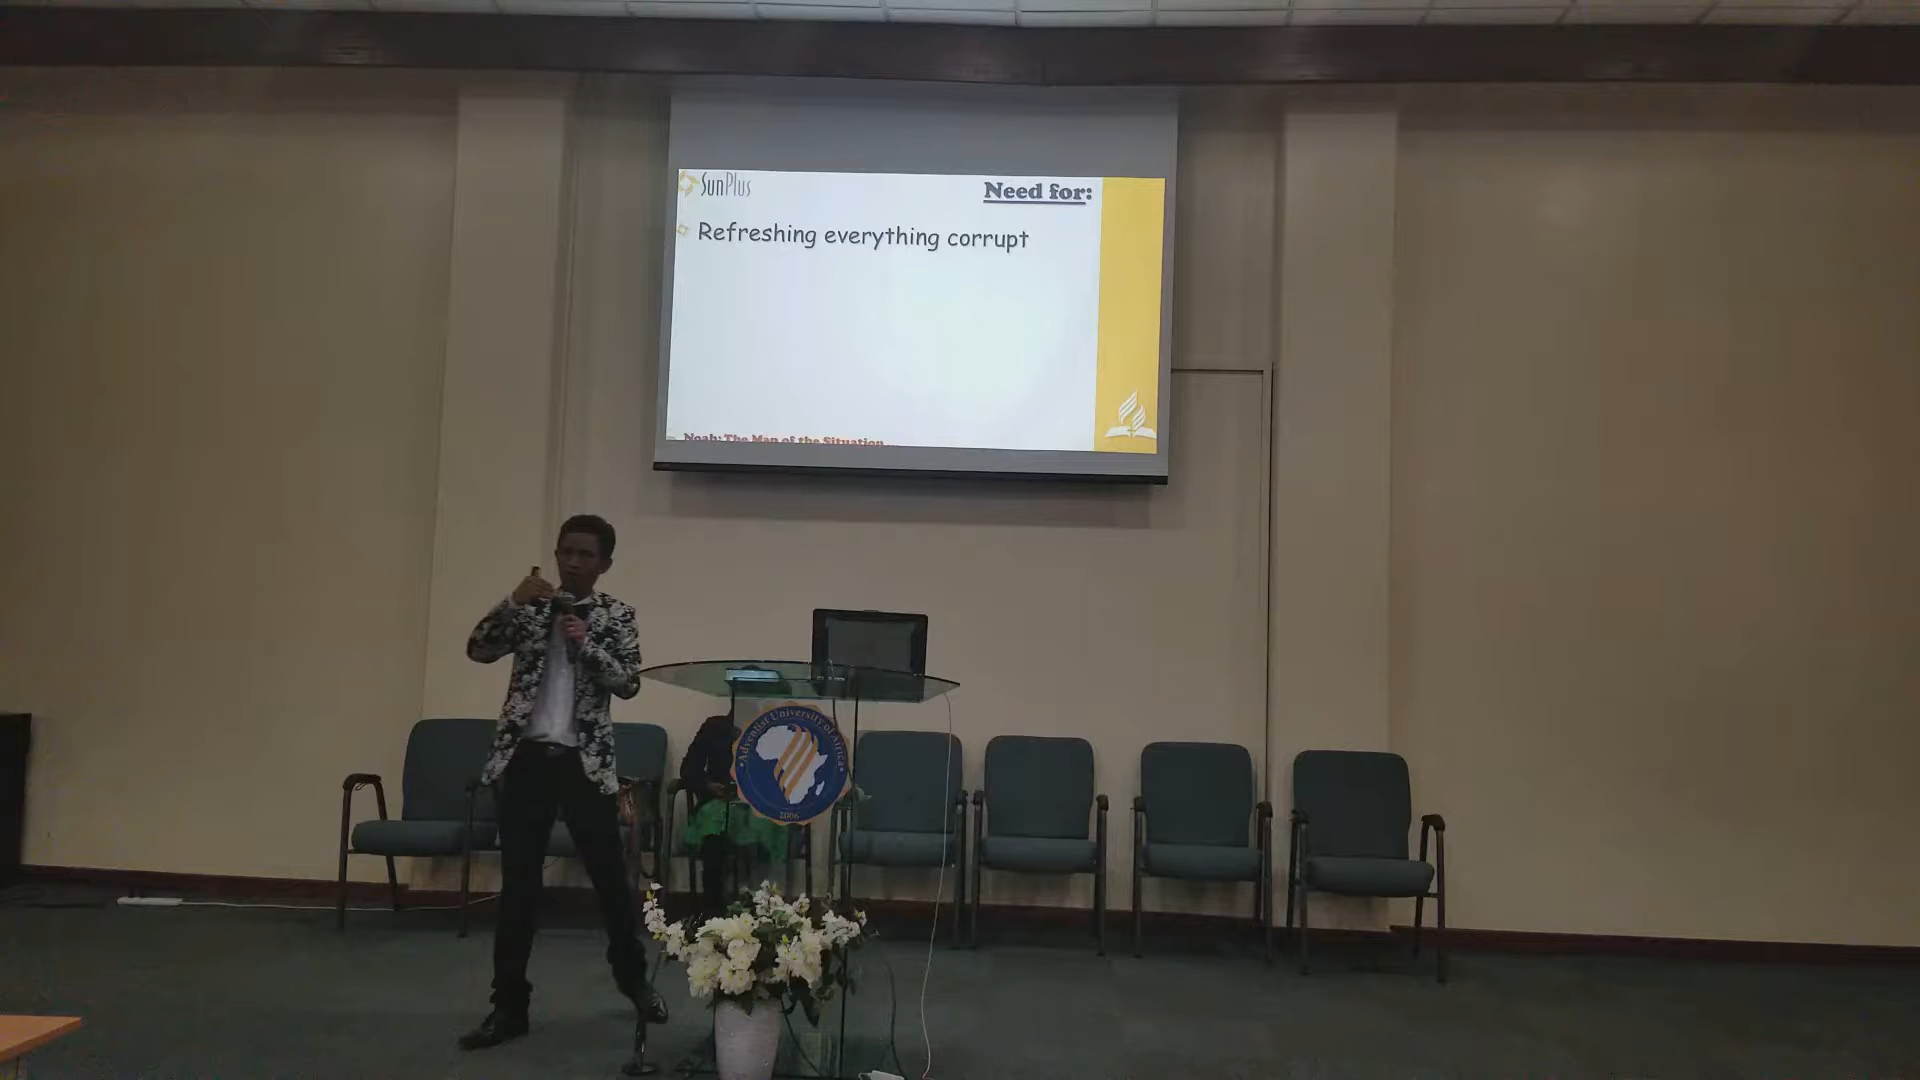 SunPlus
Need for:
Refreshing everything corrupt
Noah: The Man of the Situation
Adventist University of Africa
2006